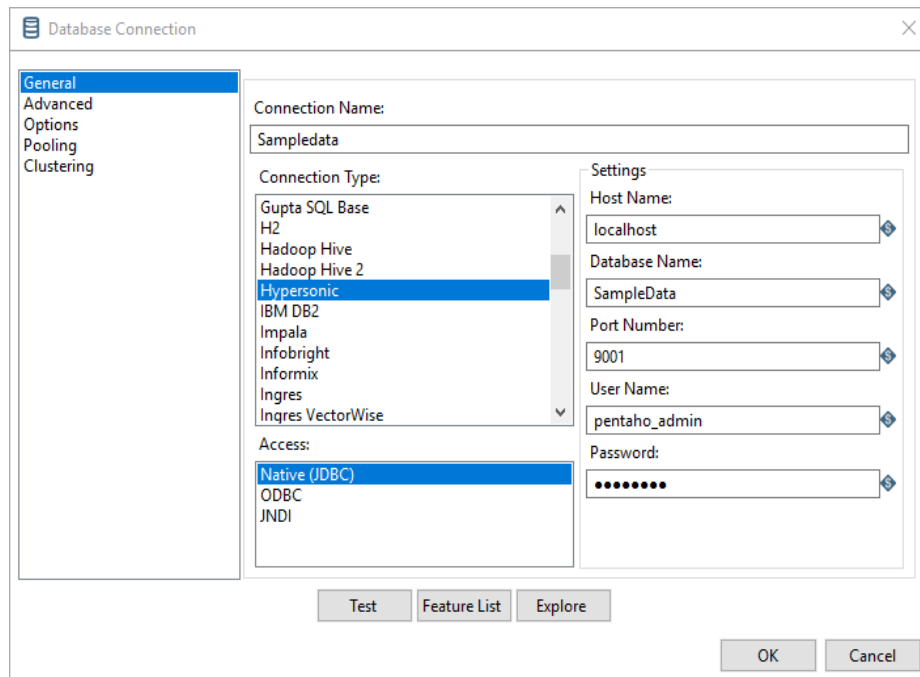 Database Connection
General
Advanced
Options
Pooling
Clustering
Connection Name:
Sampledata
Connection Type:
Gupta SQL Base
H2
Hadoop Hive
Hadoop Hive 2
Hypersonic
IBM DB2
Impala
Infobright
Informix
Ingres
Ingres VectorWise
Access:
Native (JDBC)
ODBC
JNDI
Settings
Host Name:
localhost
Database Name:
SampleData
Port Number:
9001
User Name:
pentaho_admin
Password:
●●●●●●●●
Test Feature List Explore
OK Cancel